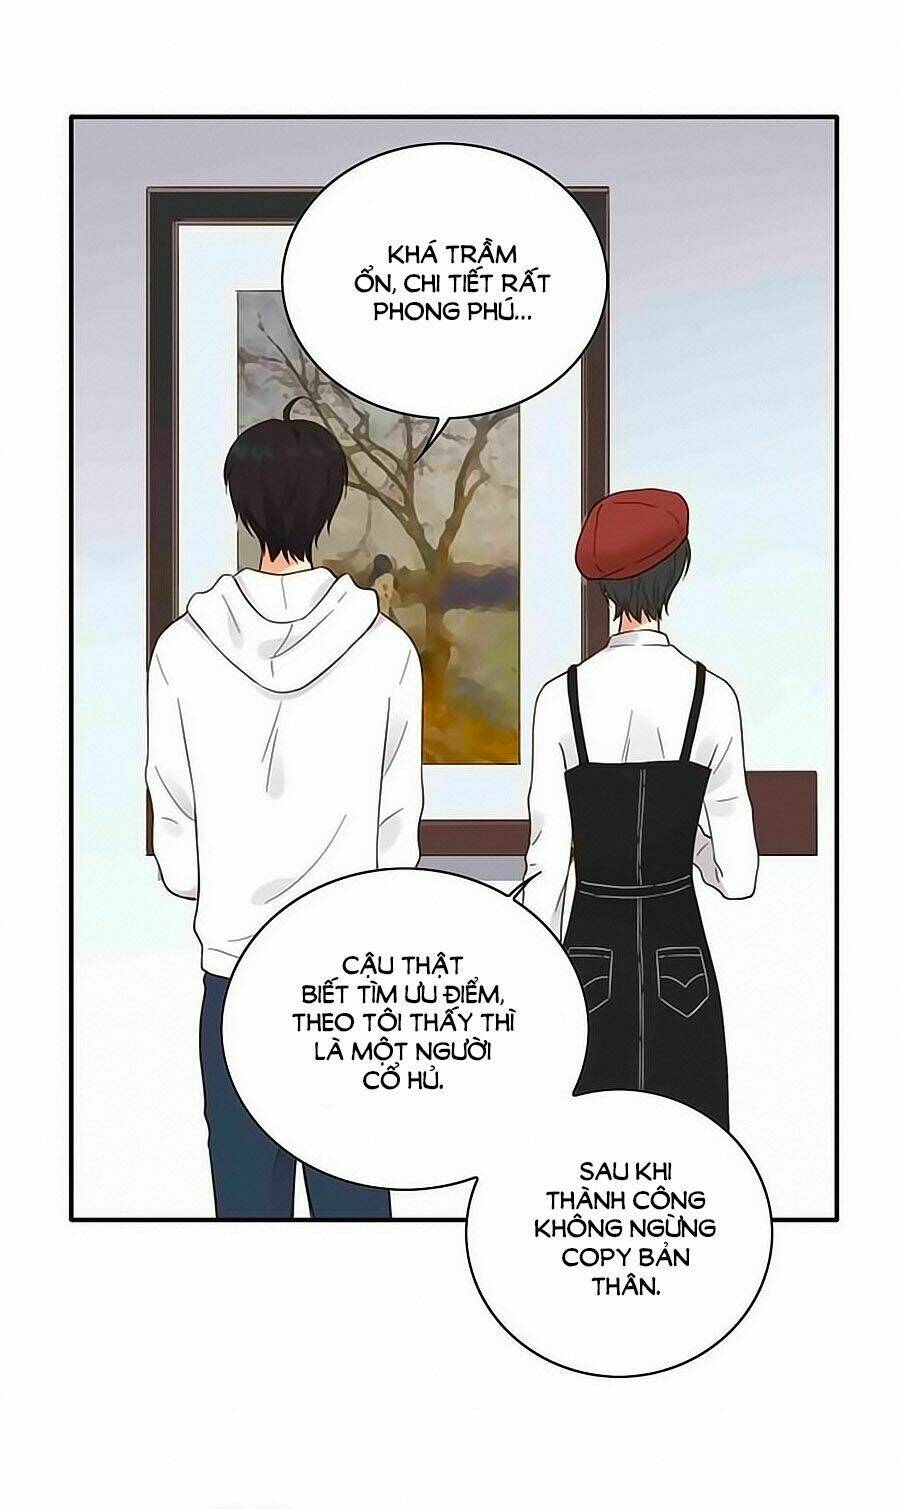 KHÁ TRẦM
ỔN, CHI TIẾT RẤT
PHONG PHÚ...
CẬU THẬT
BIẾT TÌM ƯU ĐIỂM,
THEO TÔI THẤY THÌ
LÀ MỘT NGƯỜI
CỔ HỦ.
SAU KHI
THÀNH CÔNG
KHÔNG NGỪNG
COPY BẢN
THÂN.